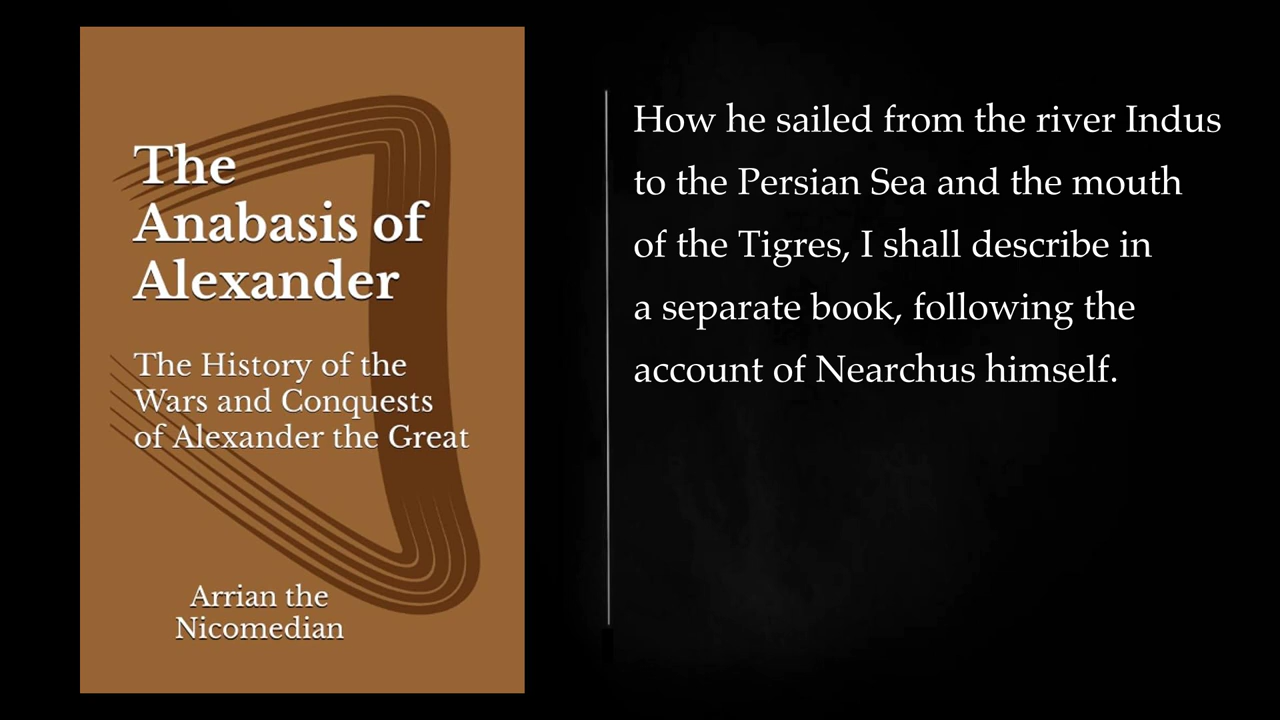 The
Anabasis of
Alexander
The History of the
Wars and Conquests
of Alexander the Great
Arrian the
Nicomedian
How he sailed from the river Indus
to the Persian Sea and the mouth
of the Tigres, I shall describe in
a separate book, following the
account of Nearchus himself.